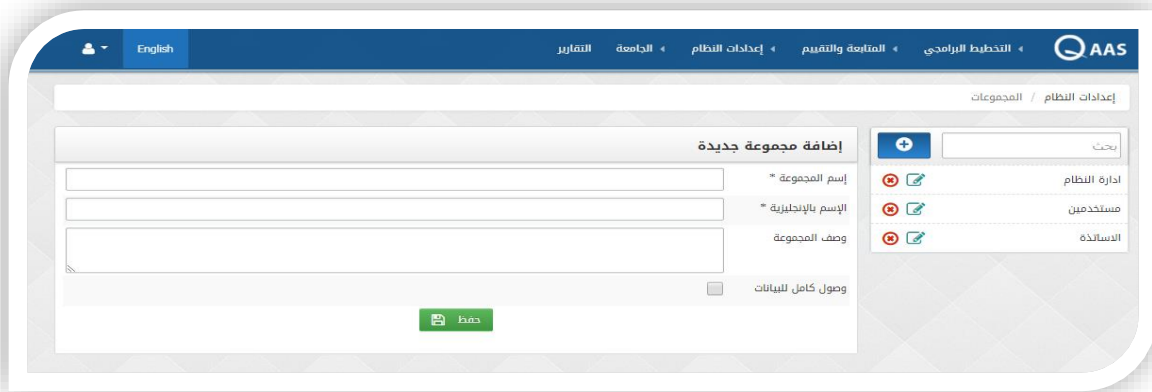 QAAS التخطيط البرامجي المتابعة والتقييم إعدادات النظام الجامعة التقارير English
إعدادات النظام / المجموعات
بحث
ادارة النظام
مستخدمين
الاساتذة
إضافة مجموعة جديدة
إسم المجموعة *
الإسم بالإنجليزية *
وصف المجموعة
وصول كامل للبيانات
حفظ